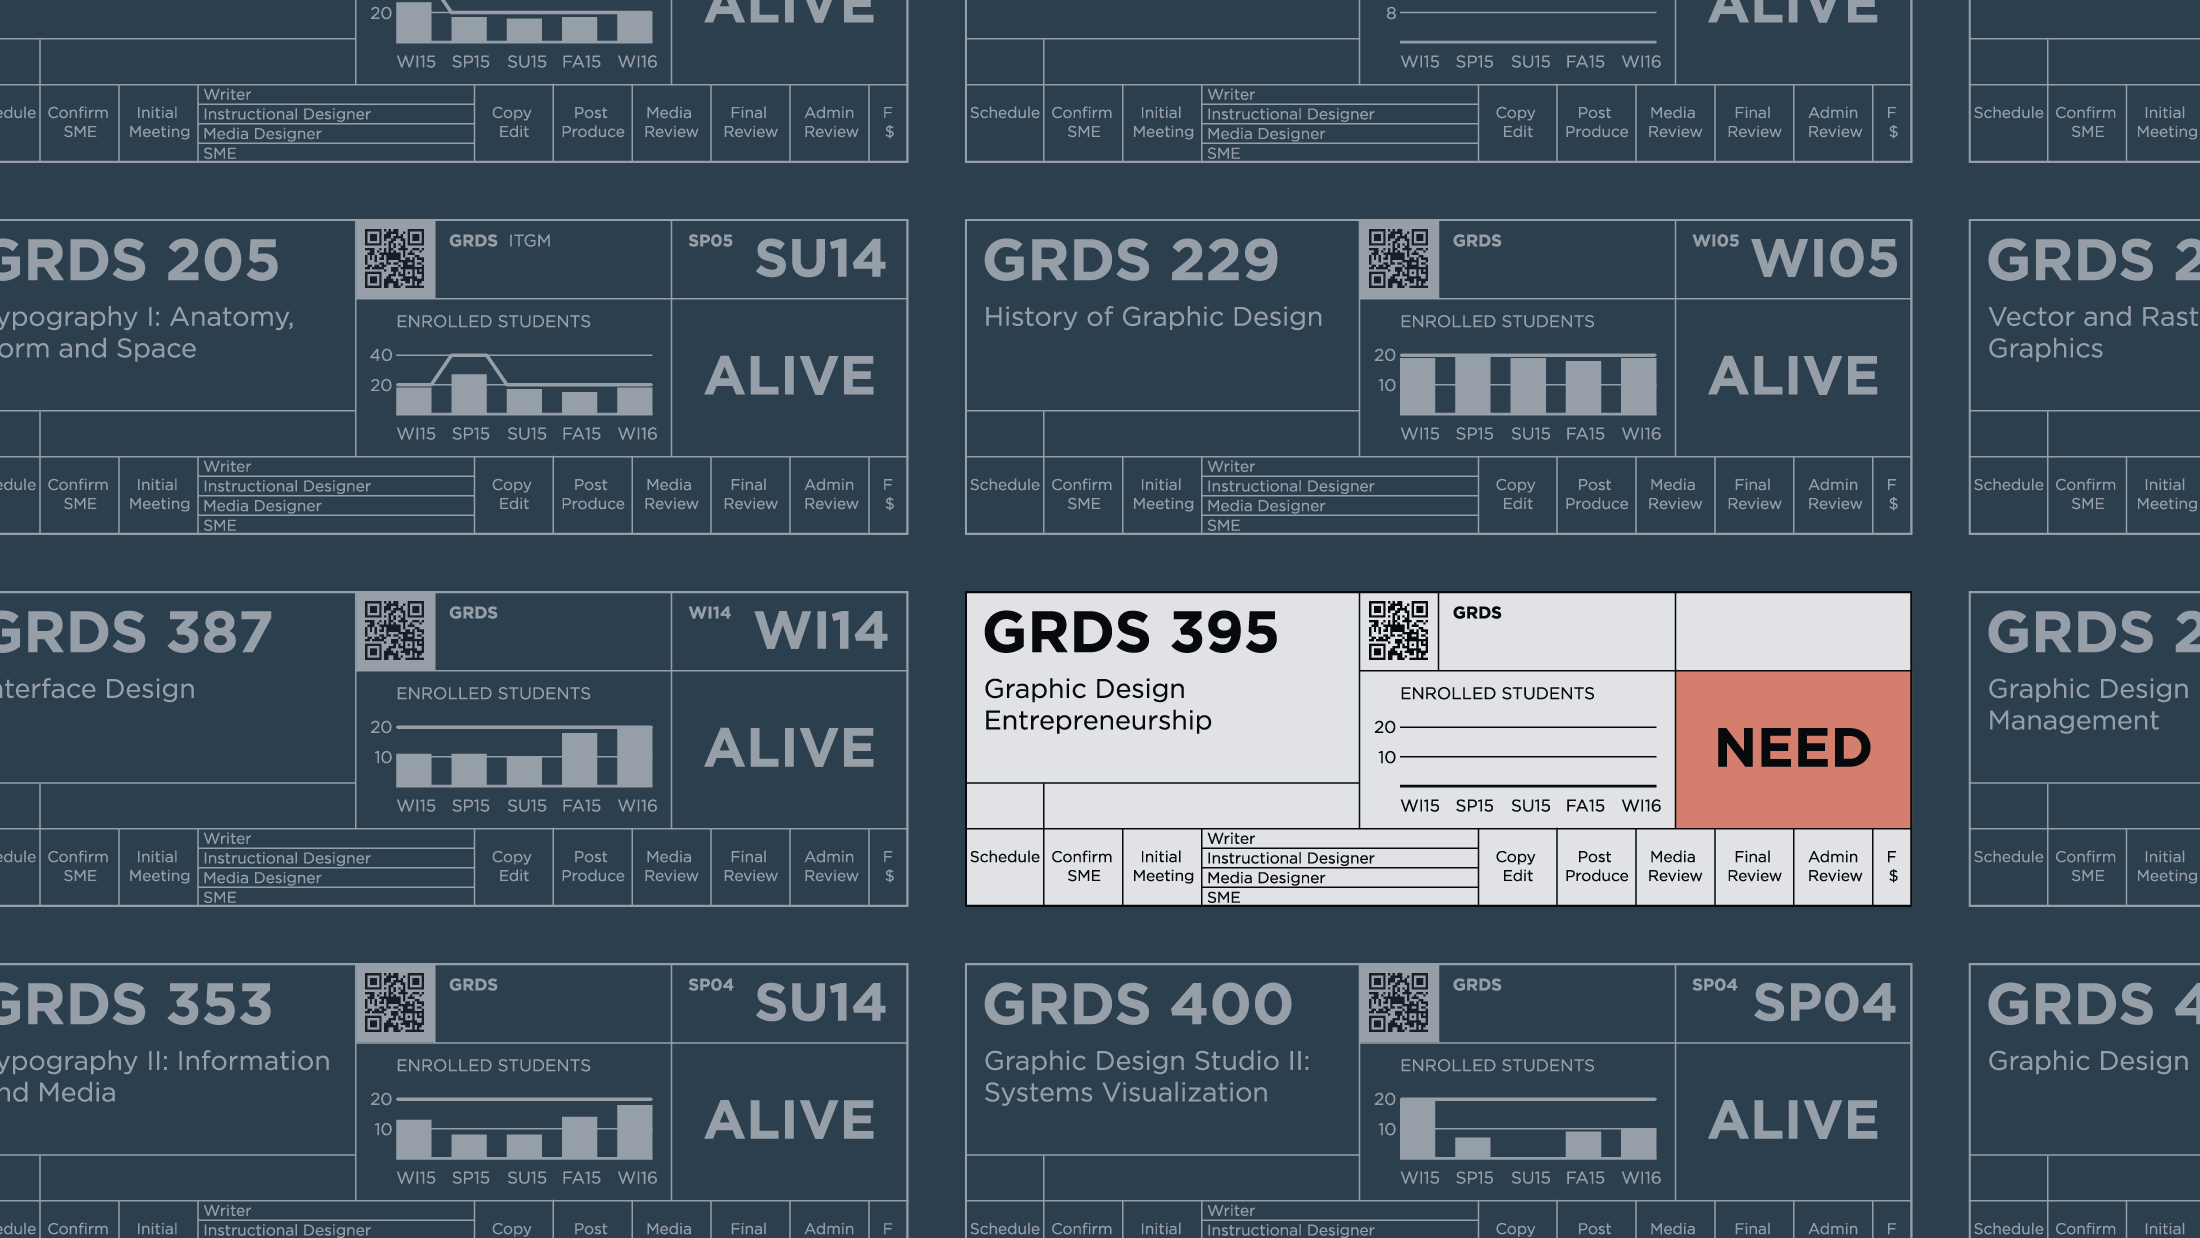 20
ALIVE
WI15 SP15 SU15 FA15 WI16
Confirm SME
Initial Meeting
Writer
Instructional Designer
Media Designer
SME
Copy Edit
Post Produce
Media Review
Final Review
Admin Review
F $
8
ALIVE
WI15 SP15 SU15 FA15 WI16
Schedule
Confirm SME
Initial Meeting
Writer
Instructional Designer
Media Designer
SME
Copy Edit
Post Produce
Media Review
Final Review
Admin Review
F $
Schedule
Confirm SME
Initial Meeting
GRDS 205
ypography I: Anatomy,
orm and Space
GRDS ITGM
SP05 SU14
ENROLLED STUDENTS
40
20
WI15 SP15 SU15 FA15 WI16
ALIVE
edule
Confirm SME
Initial Meeting
Writer
Instructional Designer
Media Designer
SME
Copy Edit
Post Produce
Media Review
Final Review
Admin Review
F $
GRDS 229
History of Graphic Design
GRDS
WI05 WI05
ENROLLED STUDENTS
20
10
WI15 SP15 SU15 FA15 WI16
ALIVE
Schedule
Confirm SME
Initial Meeting
Writer
Instructional Designer
Media Designer
SME
Copy Edit
Post Produce
Media Review
Final Review
Admin Review
F $
GRDS 2
Vector and Rast
Graphics
Schedule
Confirm SME
Initial Meeting
GRDS 387
nterface Design
GRDS
WI14 WI14
ENROLLED STUDENTS
20
10
WI15 SP15 SU15 FA15 WI16
ALIVE
edule
Confirm SME
Initial Meeting
Writer
Instructional Designer
Media Designer
SME
Copy Edit
Post Produce
Media Review
Final Review
Admin Review
F $
GRDS 395
Graphic Design
Entrepreneurship
GRDS
ENROLLED STUDENTS
20
10
WI15 SP15 SU15 FA15 WI16
NEED
Schedule
Confirm SME
Initial Meeting
Writer
Instructional Designer
Media Designer
SME
Copy Edit
Post Produce
Media Review
Final Review
Admin Review
F $
GRDS 2
Graphic Design
Management
Schedule
Confirm SME
Initial Meeting
GRDS 353
ypography II: Information
nd Media
GRDS
SP04 SU14
ENROLLED STUDENTS
20
10
WI15 SP15 SU15 FA15 WI16
ALIVE
edule
Confirm
Initial
Writer
Instructional Designer
Copy
Post
Media
Final
Admin
F
GRDS 400
Graphic Design Studio II:
Systems Visualization
GRDS
SP04 SP04
ENROLLED STUDENTS
20
10
WI15 SP15 SU15 FA15 WI16
ALIVE
Schedule
Confirm
Initial
Writer
Instructional Designer
Copy
Post
Media
Final
Admin
F
GRDS 4
Graphic Design
Schedule
Confirm
Initial